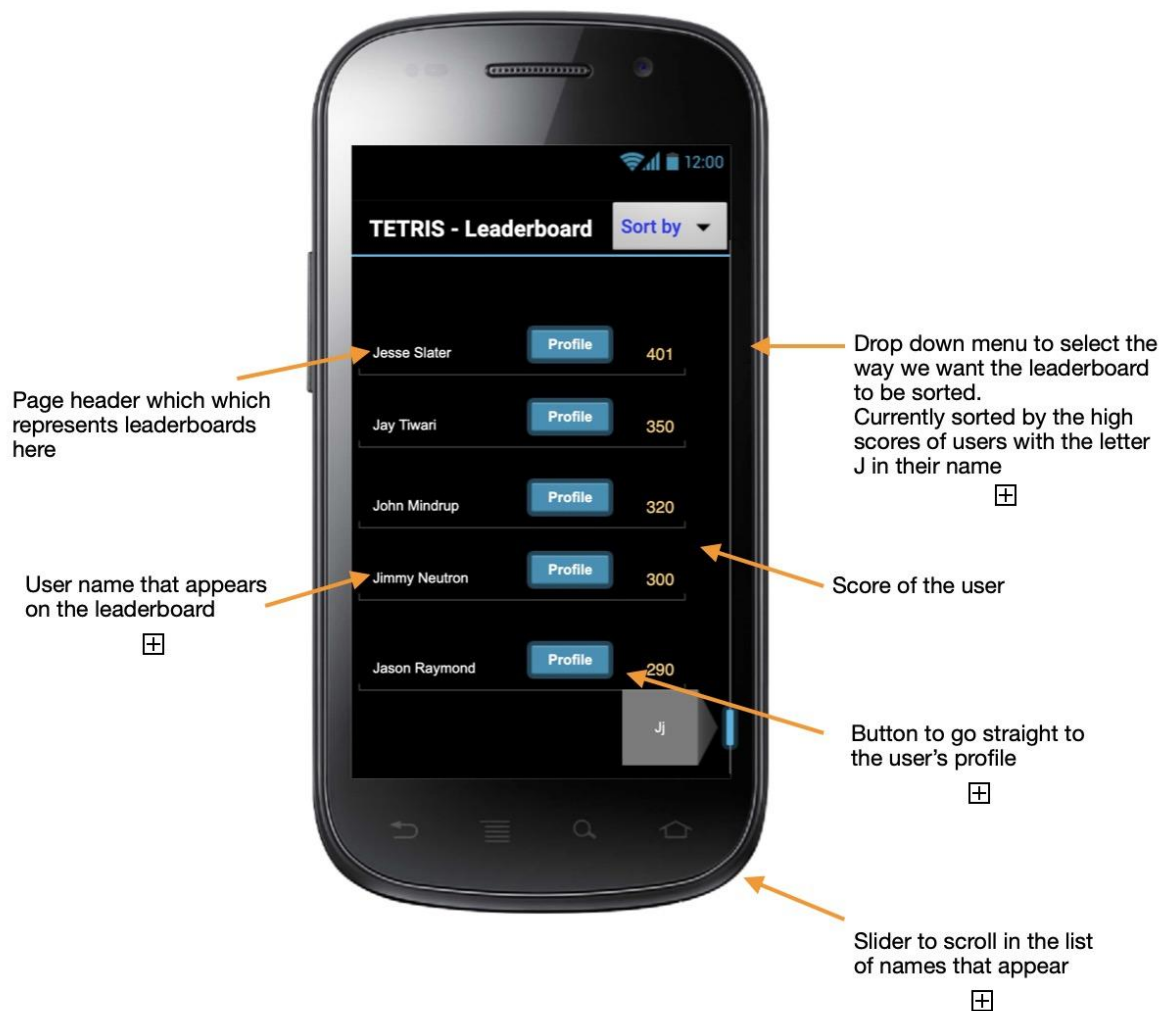 12:00
TETRIS - Leaderboard
Sort by
Jesse Slater
Profile
401
Jay Tiwari
Profile
350
John Mindrup
Profile
320
Jimmy Neutron
Profile
300
Jason Raymond
Profile
290
Jj
Page header which which
represents leaderboards
here
User name that appears
on the leaderboard
Drop down menu to select the
way we want the leaderboard
to be sorted.
Currently sorted by the high
scores of users with the letter
J in their name
Score of the user
Button to go straight to
the user’s profile
Slider to scroll in the list
of names that appear